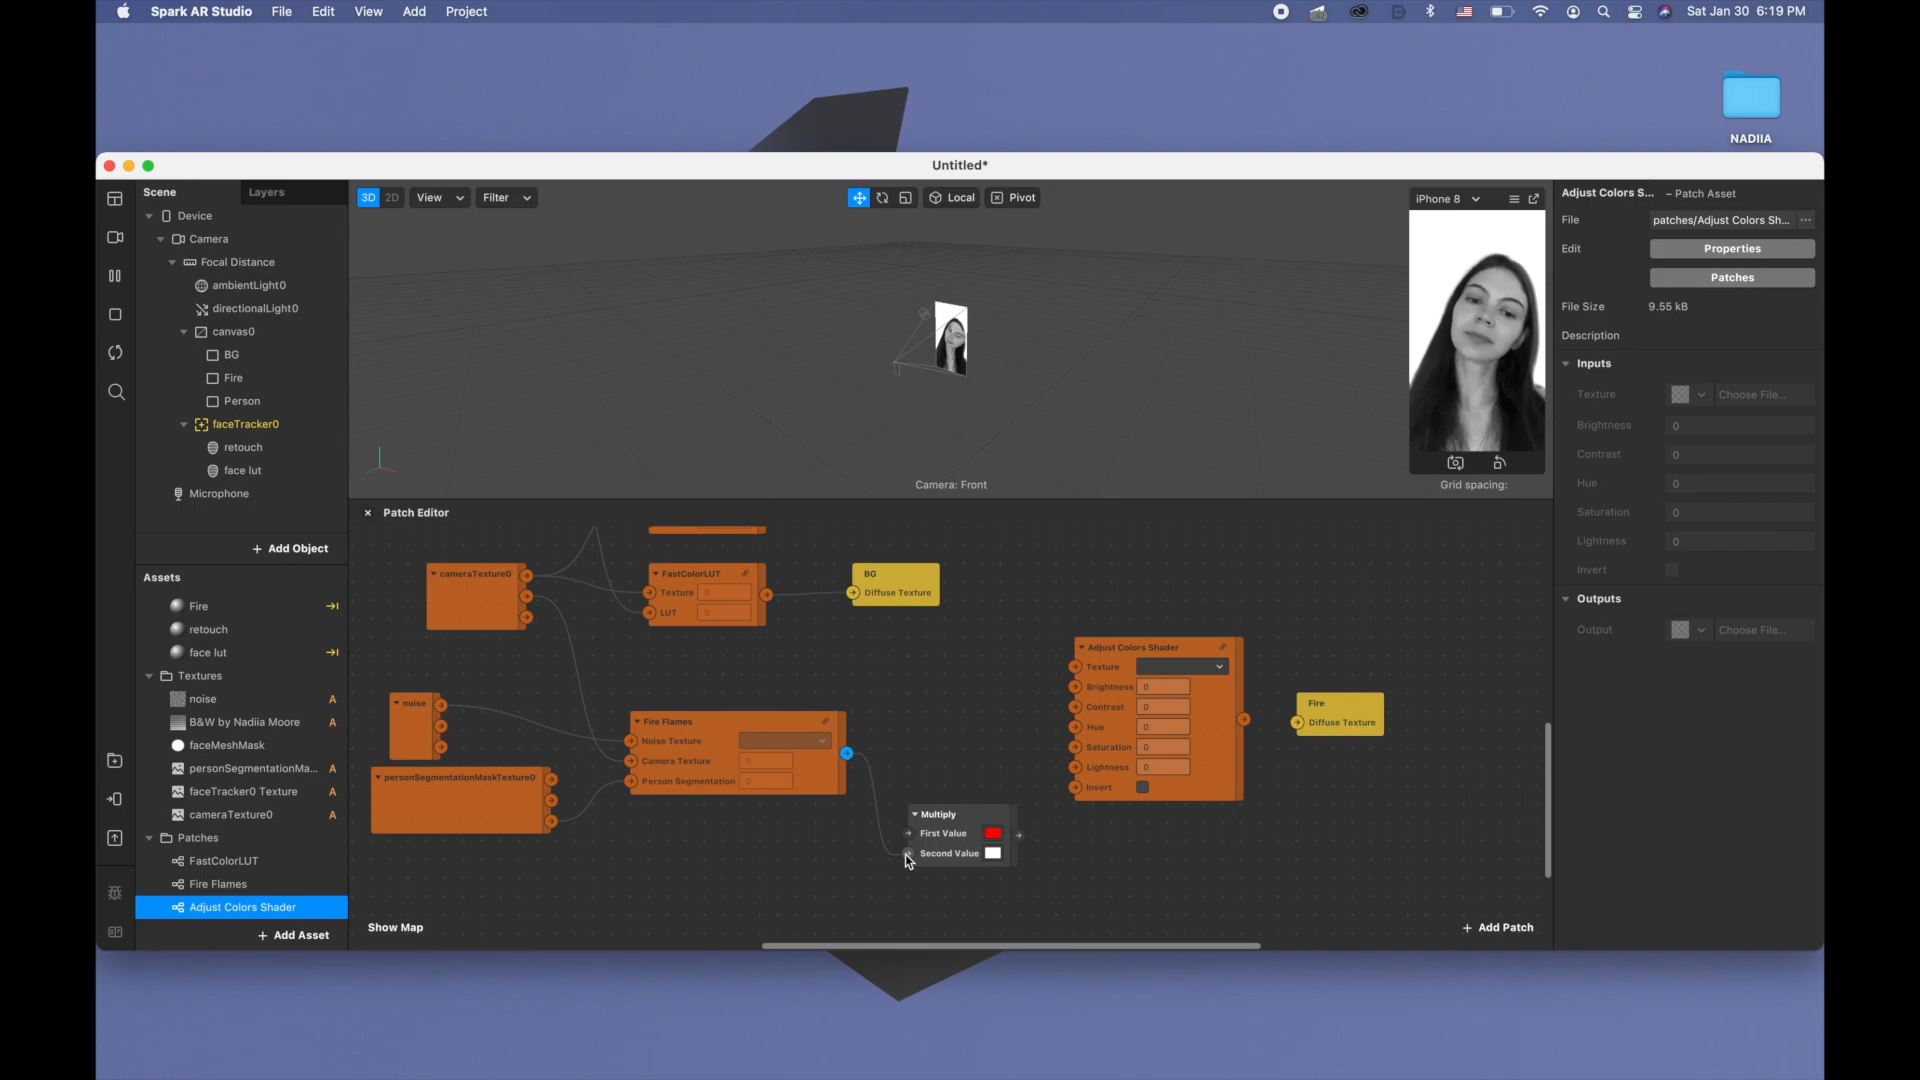 Spark AR Studio File Edit View Add Project
Sat Jan 30 6:19 PM
NADIIA
Untitled*
Scene
Layers
Device
Camera
Focal Distance
ambientLight0
directionalLight0
canvas0
BG
Fire
Person
faceTracker0
retouch
face lut
Microphone
+ Add Object
Assets
Fire
retouch
face lut
Textures
noise A
B&W by Nadiia Moore A
faceMeshMask
personSegmentationMa... A
faceTracker0 Texture A
cameraTexture0 A
Patches
FastColorLUT
Fire Flames
Adjust Colors Shader
+ Add Asset
3D 2D View Filter
Local Pivot
iPhone 8
Camera: Front
Grid spacing:
× Patch Editor
cameraTexture0
FastColorLUT
Texture 0
LUT 0
BG
Diffuse Texture
noise
personSegmentationMaskTexture0
Fire Flames
Noise Texture
Camera Texture 0
Person Segmentation 0
Multiply
First Value
Second Value
Adjust Colors Shader
Texture
Brightness 0
Contrast 0
Hue 0
Saturation 0
Lightness 0
Invert
Fire
Diffuse Texture
Show Map
+ Add Patch
Adjust Colors S... – Patch Asset
File patches/Adjust Colors Sh... ...
Edit Properties
Patches
File Size 9.55 kB
Description
Inputs
Texture Choose File...
Brightness 0
Contrast 0
Hue 0
Saturation 0
Lightness 0
Invert
Outputs
Output Choose File...